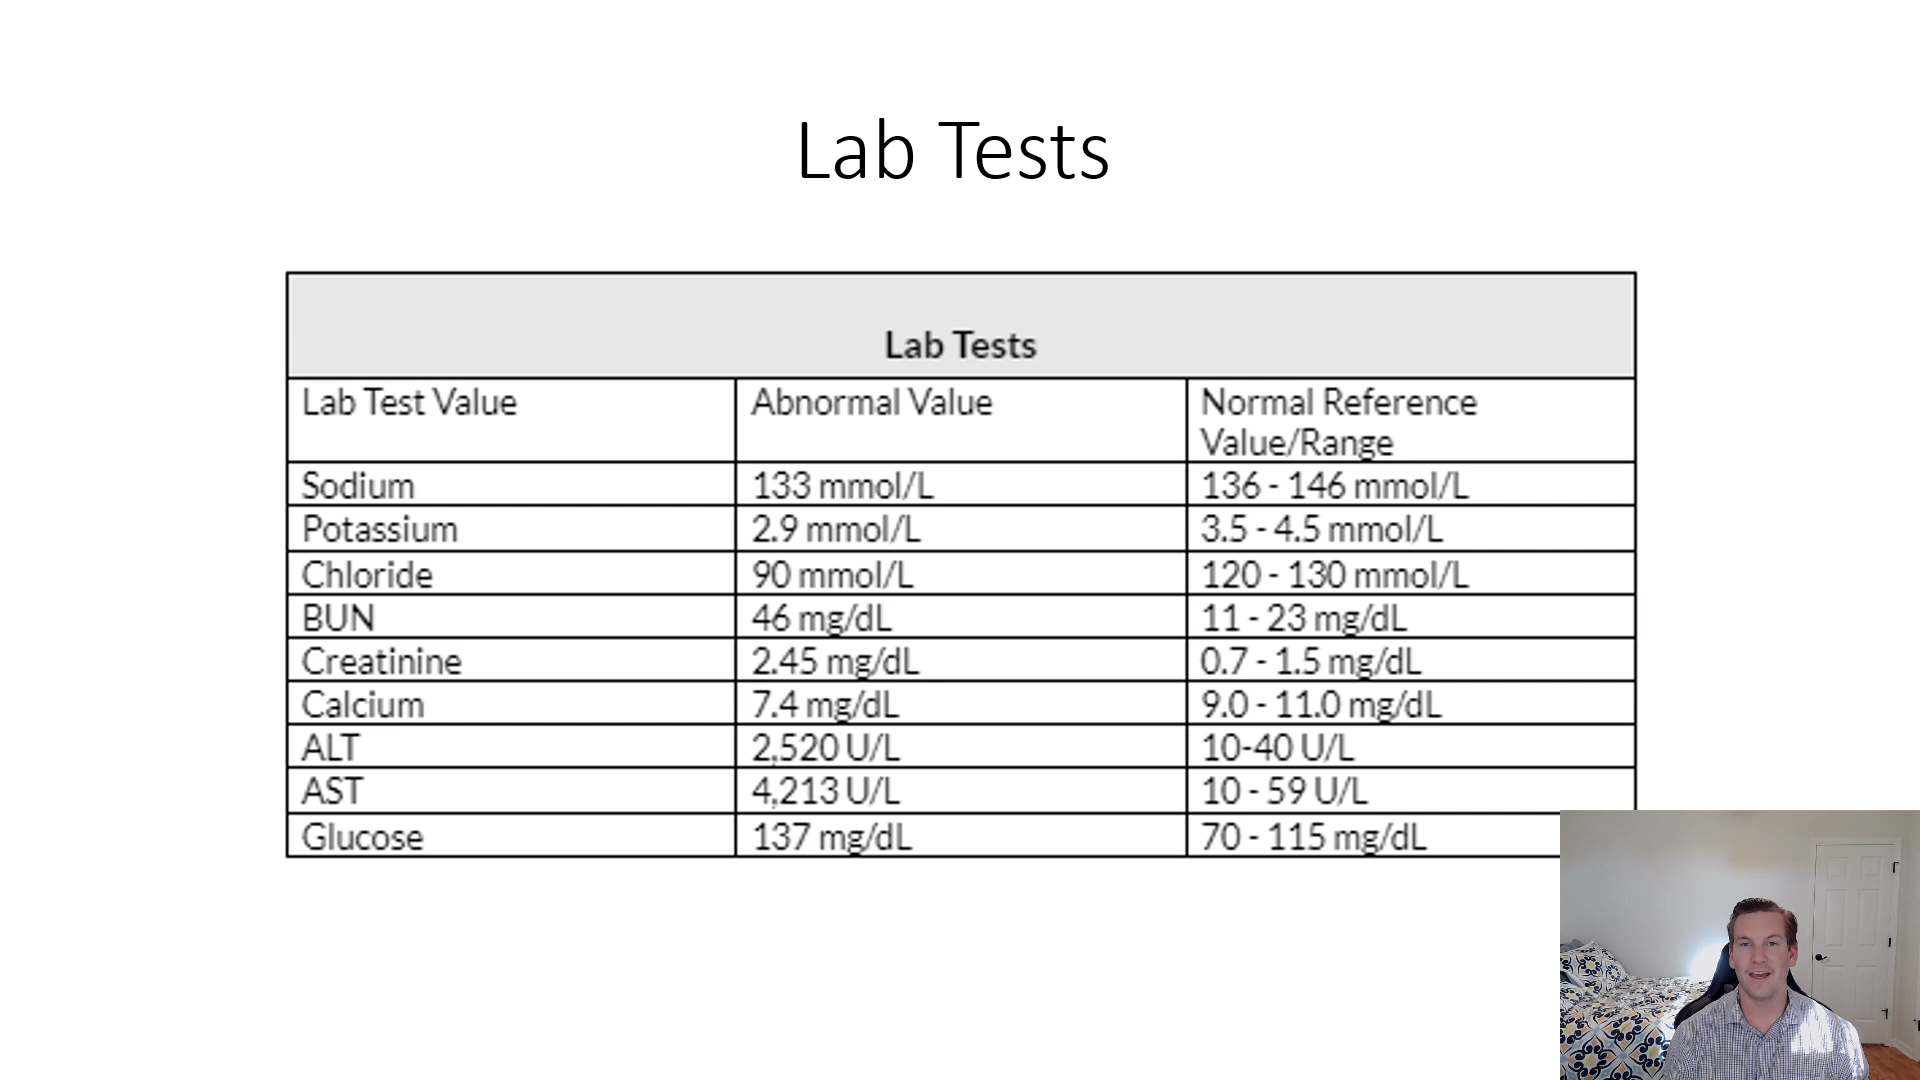 Lab Tests
Lab Tests
Lab Test Value Abnormal Value Normal Reference
Value/Range
Sodium 133 mmol/L 136 - 146 mmol/L
Potassium 2.9 mmol/L 3.5 - 4.5 mmol/L
Chloride 90 mmol/L 120 - 130 mmol/L
BUN 46 mg/dL 11 - 23 mg/dL
Creatinine 2.45 mg/dL 0.7 - 1.5 mg/dL
Calcium 7.4 mg/dL 9.0 - 11.0 mg/dL
ALT 2,520 U/L 10-40 U/L
AST 4,213 U/L 10 - 59 U/L
Glucose 137 mg/dL 70 - 115 mg/dL